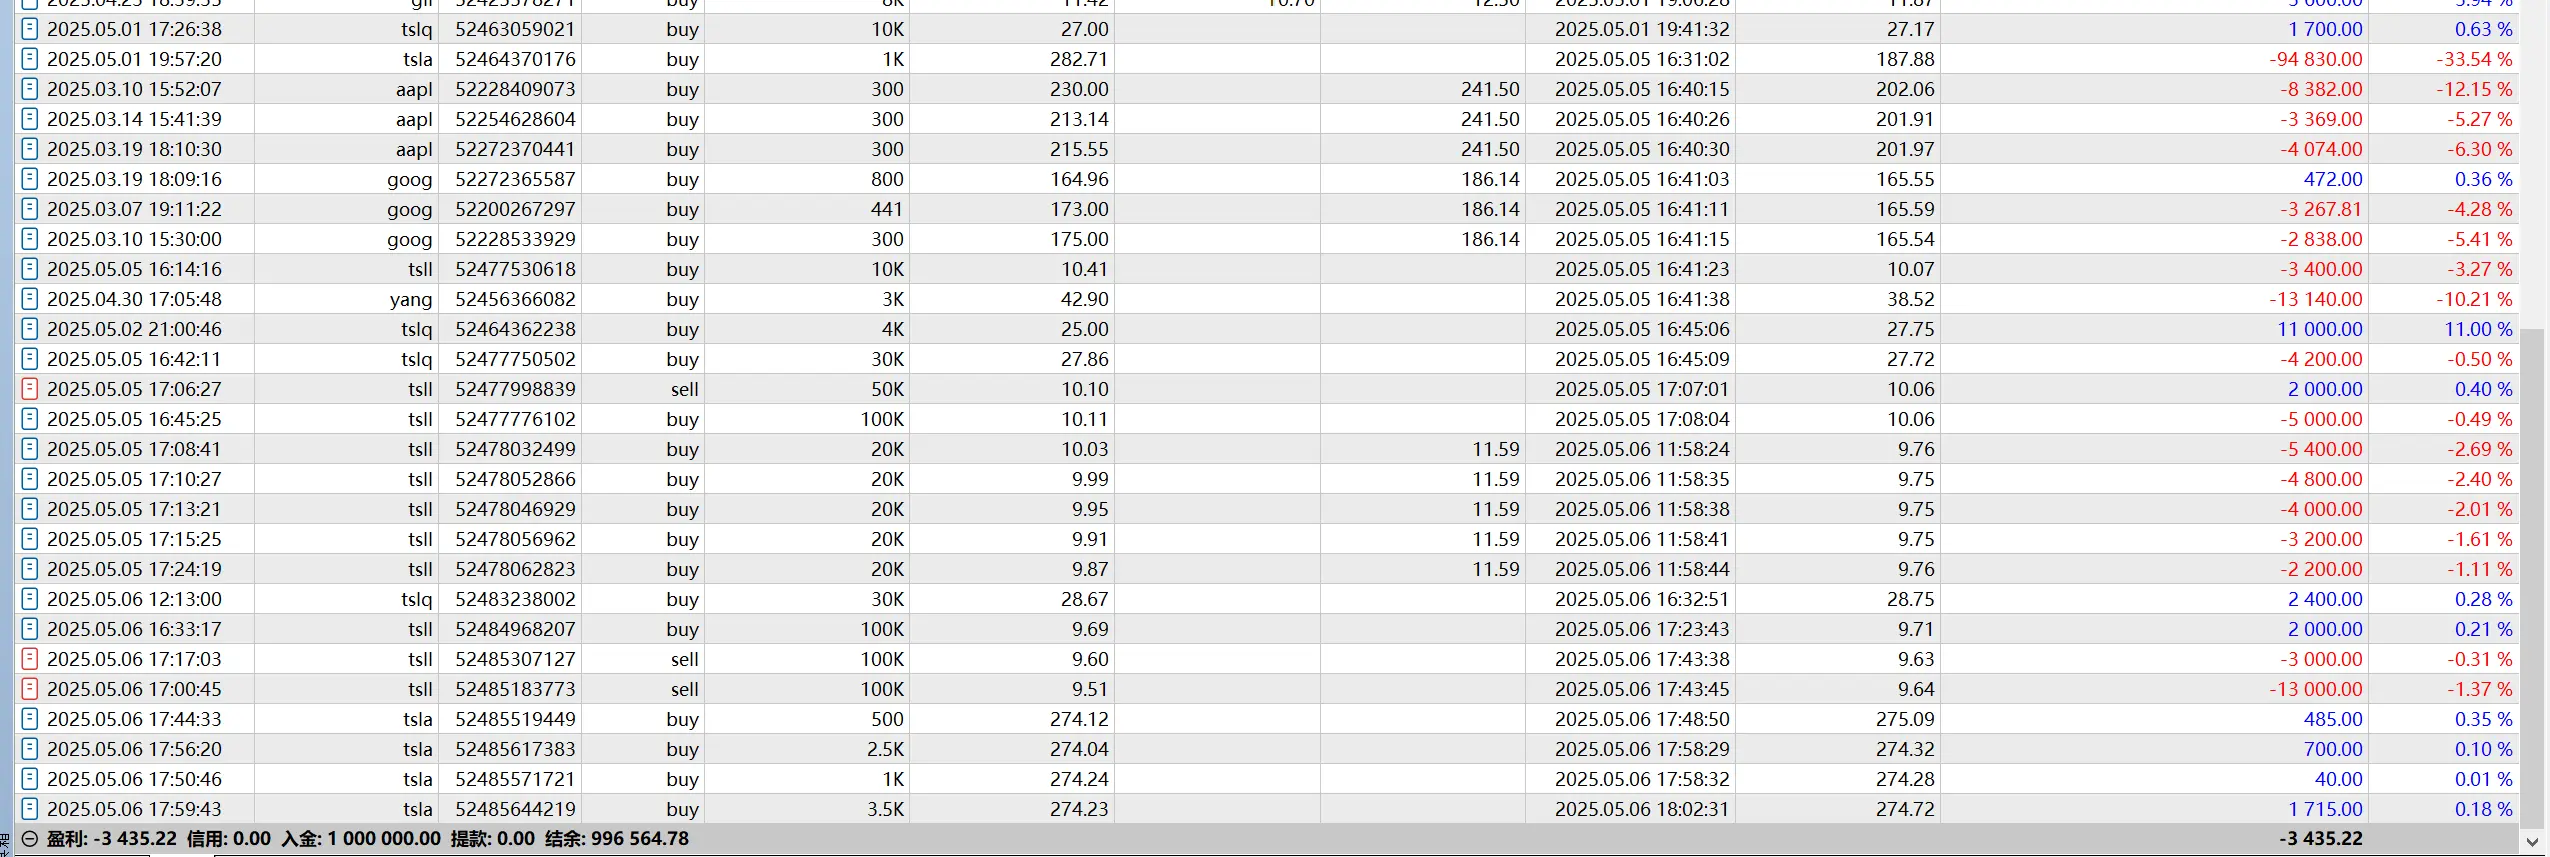 2025.04.25 18:59:55 gn 52425578271 buy 8K 11.42 10.70 12.50 2025.05.01 19:06:28 11.87 3 600.00 3.94 %
2025.05.01 17:26:38 tslq 52463059021 buy 10K 27.00 2025.05.01 19:41:32 27.17 1 700.00 0.63 %
2025.05.01 19:57:20 tsla 52464370176 buy 1K 282.71 2025.05.05 16:31:02 187.88 -94 830.00 -33.54 %
2025.03.10 15:52:07 aapl 52228409073 buy 300 230.00 241.50 2025.05.05 16:40:15 202.06 -8 382.00 -12.15 %
2025.03.14 15:41:39 aapl 52254628604 buy 300 213.14 241.50 2025.05.05 16:40:26 201.91 -3 369.00 -5.27 %
2025.03.19 18:10:30 aapl 52272370441 buy 300 215.55 241.50 2025.05.05 16:40:30 201.97 -4 074.00 -6.30 %
2025.03.19 18:09:16 goog 52272365587 buy 800 164.96 186.14 2025.05.05 16:41:03 165.55 472.00 0.36 %
2025.03.07 19:11:22 goog 52200267297 buy 441 173.00 186.14 2025.05.05 16:41:11 165.59 -3 267.81 -4.28 %
2025.03.10 15:30:00 goog 52228533929 buy 300 175.00 186.14 2025.05.05 16:41:15 165.54 -2 838.00 -5.41 %
2025.05.05 16:14:16 tsll 52477530618 buy 10K 10.41 2025.05.05 16:41:23 10.07 -3 400.00 -3.27 %
2025.04.30 17:05:48 yang 52456366082 buy 3K 42.90 2025.05.05 16:41:38 38.52 -13 140.00 -10.21 %
2025.05.02 21:00:46 tslq 52464362238 buy 4K 25.00 2025.05.05 16:45:06 27.75 11 000.00 11.00 %
2025.05.05 16:42:11 tslq 52477750502 buy 30K 27.86 2025.05.05 16:45:09 27.72 -4 200.00 -0.50 %
2025.05.05 17:06:27 tsll 52477998839 sell 50K 10.10 2025.05.05 17:07:01 10.06 2 000.00 0.40 %
2025.05.05 16:45:25 tsll 52477776102 buy 100K 10.11 2025.05.05 17:08:04 10.06 -5 000.00 -0.49 %
2025.05.05 17:08:41 tsll 52478032499 buy 20K 10.03 11.59 2025.05.06 11:58:24 9.76 -5 400.00 -2.69 %
2025.05.05 17:10:27 tsll 52478052866 buy 20K 9.99 11.59 2025.05.06 11:58:35 9.75 -4 800.00 -2.40 %
2025.05.05 17:13:21 tsll 52478046929 buy 20K 9.95 11.59 2025.05.06 11:58:38 9.75 -4 000.00 -2.01 %
2025.05.05 17:15:25 tsll 52478056962 buy 20K 9.91 11.59 2025.05.06 11:58:41 9.75 -3 200.00 -1.61 %
2025.05.05 17:24:19 tsll 52478062823 buy 20K 9.87 11.59 2025.05.06 11:58:44 9.76 -2 200.00 -1.11 %
2025.05.06 12:13:00 tslq 52483238002 buy 30K 28.67 2025.05.06 16:32:51 28.75 2 400.00 0.28 %
2025.05.06 16:33:17 tsll 52484968207 buy 100K 9.69 2025.05.06 17:23:43 9.71 2 000.00 0.21 %
2025.05.06 17:17:03 tsll 52485307127 sell 100K 9.60 2025.05.06 17:43:38 9.63 -3 000.00 -0.31 %
2025.05.06 17:00:45 tsll 52485183773 sell 100K 9.51 2025.05.06 17:43:45 9.64 -13 000.00 -1.37 %
2025.05.06 17:44:33 tsla 52485519449 buy 500 274.12 2025.05.06 17:48:50 275.09 485.00 0.35 %
2025.05.06 17:56:20 tsla 52485617383 buy 2.5K 274.04 2025.05.06 17:58:29 274.32 700.00 0.10 %
2025.05.06 17:50:46 tsla 52485571721 buy 1K 274.24 2025.05.06 17:58:32 274.28 40.00 0.01 %
2025.05.06 17:59:43 tsla 52485644219 buy 3.5K 274.23 2025.05.06 18:02:31 274.72 1 715.00 0.18 %
盈利: -3 435.22 信用: 0.00 入金: 1 000 000.00 提款: 0.00 结余: 996 564.78 -3 435.22